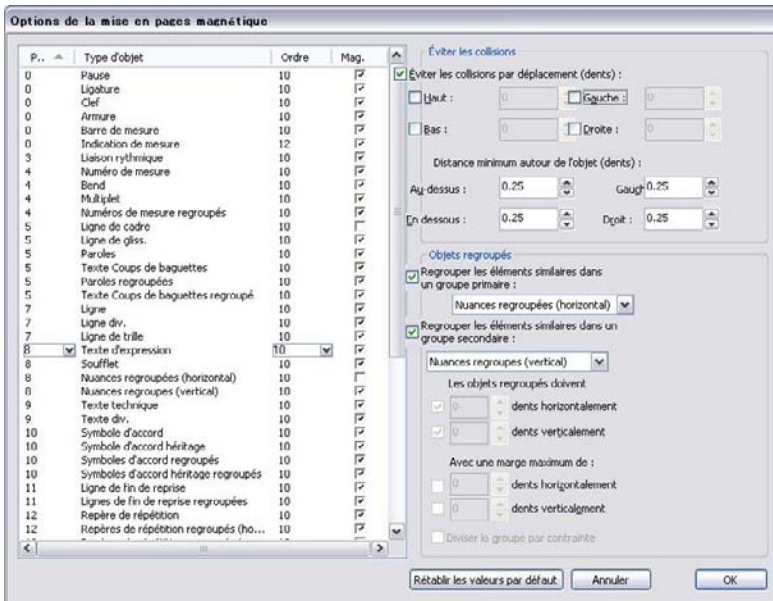 Options de la mise en pages magnétique
P.. Type d'objet Ordre Mag.
0 Pause 10
0 Ligature 10
0 Clef 10
0 Armure 10
0 Barre de mesure 10
0 Indication de mesure 12
3 Liaison rythmique 10
4 Numéro de mesure 10
4 Bend 10
4 Multiplet 10
4 Numéros de mesure regroupés 10
5 Ligne de cadre 10
5 Ligne de gliss. 10
5 Paroles 10
5 Texte Coups de baguettes 10
5 Paroles regroupées 10
5 Texte Coups de baguettes regroupé 10
7 Ligne 10
7 Ligne div. 10
7 Ligne de trille 10
8 Texte d'expression 10
8 Soufflet 10
8 Nuances regroupées (horizontal) 10
8 Nuances regroupes (vertical) 10
9 Texte technique 10
9 Texte div. 10
10 Symbole d'accord 10
10 Symbole d'accord héritage 10
10 Symboles d'accord regroupés 10
10 Symboles d'accord héritage regroupés 10
11 Ligne de fin de reprise 10
11 Lignes de fin de reprise regroupées 10
12 Repère de répétition 10
12 Repères de répétition regroupés (ho... 10
Éviter les collisions
Éviter les collisions par déplacement (dents) :
Haut : 0 Gauche : 0
Bas : 0 Droite : 0
Distance minimum autour de l'objet (dents) :
Au-dessus : 0.25 Gauch 0.25
En dessous : 0.25 Droit : 0.25
Objets regroupés
Regrouper les éléments similaires dans
un groupe primaire :
Nuances regroupées (horizontal)
Regrouper les éléments similaires dans un
groupe secondaire :
Nuances regroupes (vertical)
Les objets regroupés doivent
0 dents horizontalement
0 dents verticalement
Avec une marge maximum de :
0 dents horizontalement
0 dents verticalement
Diviser le groupe par contrainte
Rétablir les valeurs par défaut Annuler OK